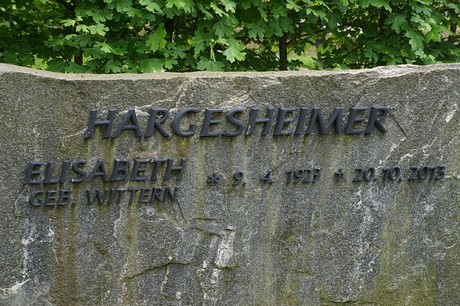 HARGESHEIMER
ELISABETH * 9. 4. 1927 + 20.10. 2013
GEB. WITTERN